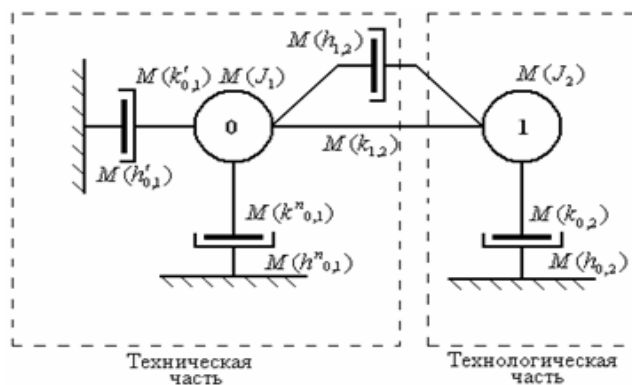 M(h₁,₂)
M(k′₀,₁) M(J₁)
M(J₂)
0
1
M(k₁,₂)
M(h′₀,₁)
M(kⁿ₀,₁)
M(k₀,₂)
M(hⁿ₀,₁)
M(h₀,₂)
Техническая
часть
Технологическая
часть